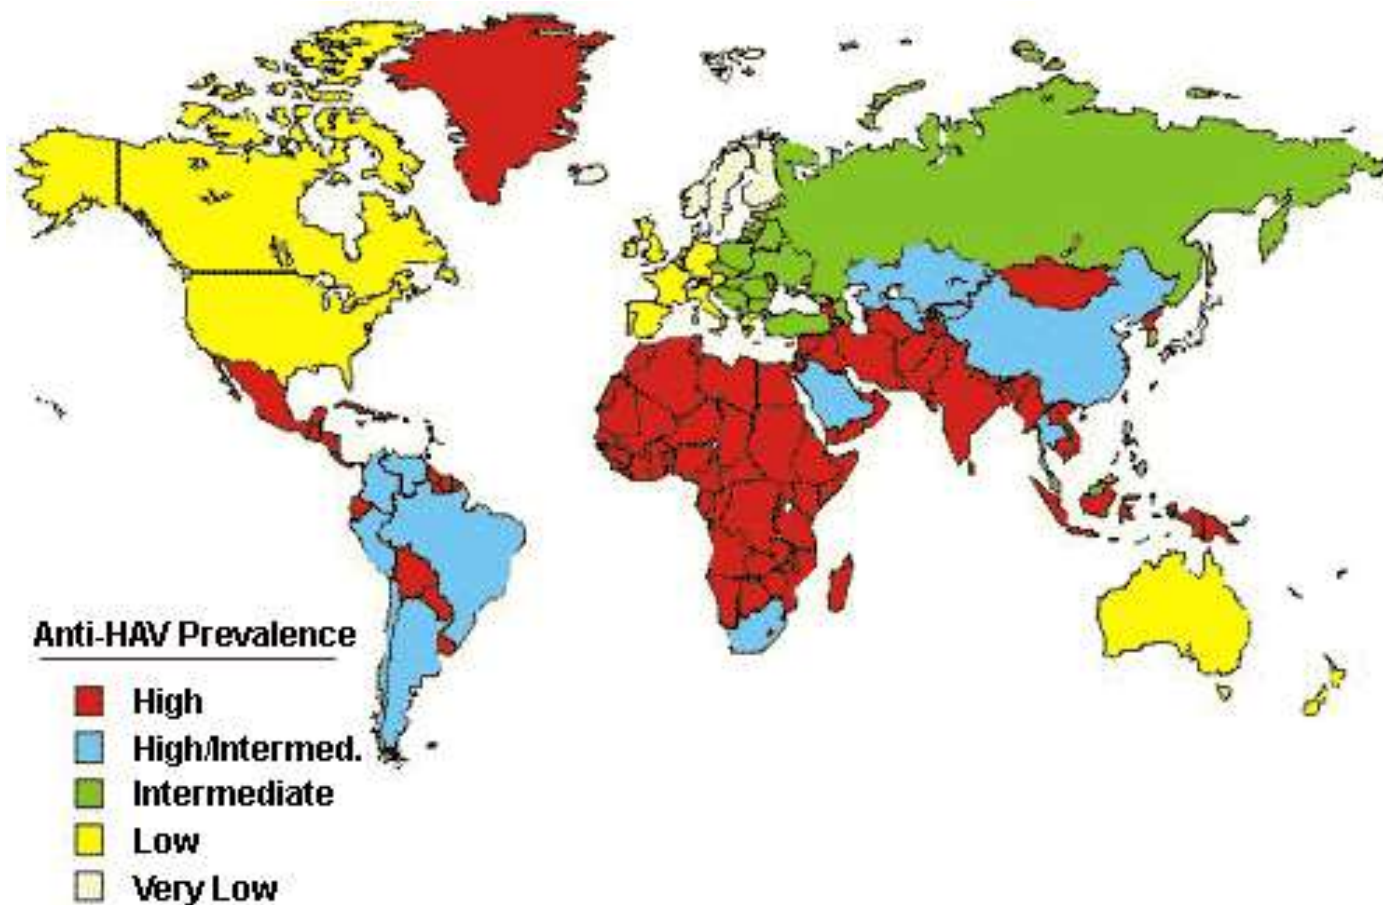 Anti-HAV Prevalence
High
High/Intermed.
Intermediate
Low
Very Low